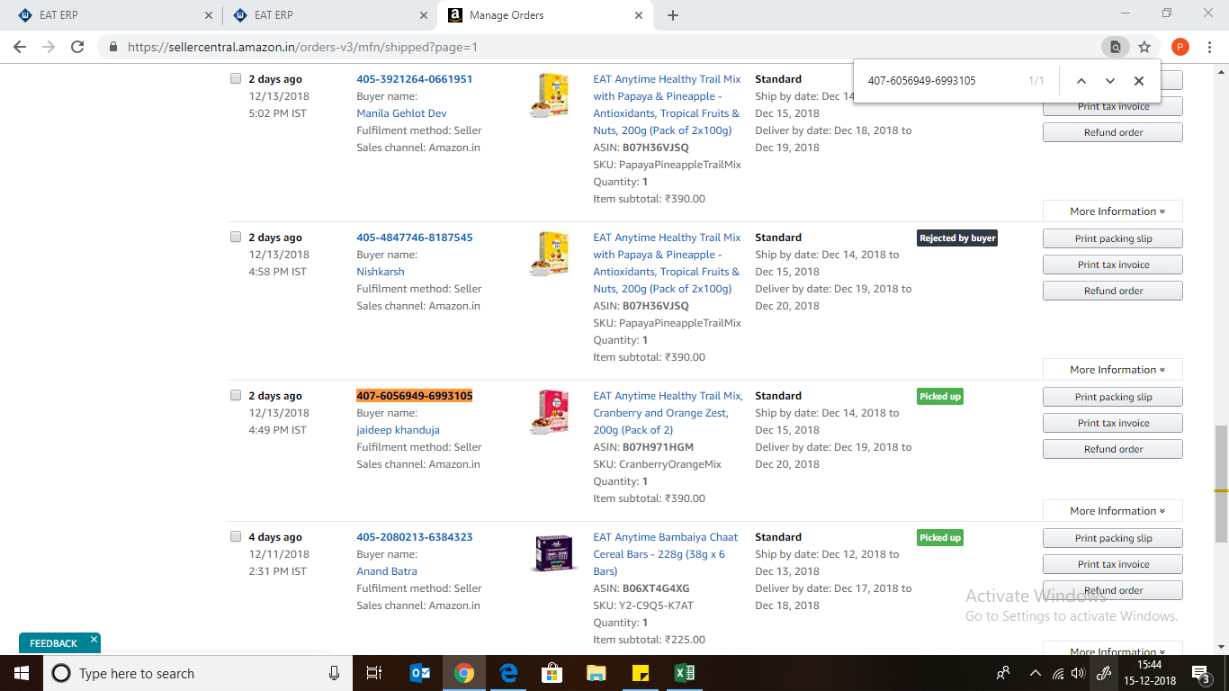 EAT ERP
EAT ERP
Manage Orders
https://sellercentral.amazon.in/orders-v3/mfn/shipped?page=1
P
407-6056949-6993105 1/1
2 days ago
12/13/2018
5:02 PM IST
405-3921264-0661951
Buyer name:
Manila Gehlot Dev
Fulfilment method: Seller
Sales channel: Amazon.in
EAT Anytime Healthy Trail Mix
with Papaya & Pineapple -
Antioxidants, Tropical Fruits &
Nuts, 200g (Pack of 2x100g)
ASIN: B07H36VJSQ
SKU: PapayaPineappleTrailMix
Quantity: 1
Item subtotal: ₹390.00
Standard
Ship by date: Dec 14
Dec 15, 2018
Deliver by date: Dec 18, 2018 to
Dec 19, 2018
Print tax invoice
Refund order
More Information
2 days ago
12/13/2018
4:58 PM IST
405-4847746-8187545
Buyer name:
Nishkarsh
Fulfilment method: Seller
Sales channel: Amazon.in
EAT Anytime Healthy Trail Mix
with Papaya & Pineapple -
Antioxidants, Tropical Fruits &
Nuts, 200g (Pack of 2x100g)
ASIN: B07H36VJSQ
SKU: PapayaPineappleTrailMix
Quantity: 1
Item subtotal: ₹390.00
Standard
Ship by date: Dec 14, 2018 to
Dec 15, 2018
Deliver by date: Dec 19, 2018 to
Dec 20, 2018
Rejected by buyer
Print packing slip
Print tax invoice
Refund order
More Information
2 days ago
12/13/2018
4:49 PM IST
407-6056949-6993105
Buyer name:
jaideep khanduja
Fulfilment method: Seller
Sales channel: Amazon.in
EAT Anytime Healthy Trail Mix,
Cranberry and Orange Zest,
200g (Pack of 2)
ASIN: B07H971HGM
SKU: CranberryOrangeMix
Quantity: 1
Item subtotal: ₹390.00
Standard
Ship by date: Dec 14, 2018 to
Dec 15, 2018
Deliver by date: Dec 19, 2018 to
Dec 20, 2018
Picked up
Print packing slip
Print tax invoice
Refund order
More Information
4 days ago
12/11/2018
2:31 PM IST
405-2080213-6384323
Buyer name:
Anand Batra
Fulfilment method: Seller
Sales channel: Amazon.in
EAT Anytime Bambaiya Chaat
Cereal Bars - 228g (38g x 6
Bars)
ASIN: B06XT4G4XG
SKU: Y2-C9Q5-K7AT
Quantity: 1
Item subtotal: ₹225.00
Standard
Ship by date: Dec 12, 2018 to
Dec 13, 2018
Deliver by date: Dec 17, 2018 to
Dec 18, 2018
Picked up
Print packing slip
Print tax invoice
Refund order
More Information
Activate Windows
Go to Settings to activate Windows.
FEEDBACK
Type here to search
15:44
15-12-2018
3